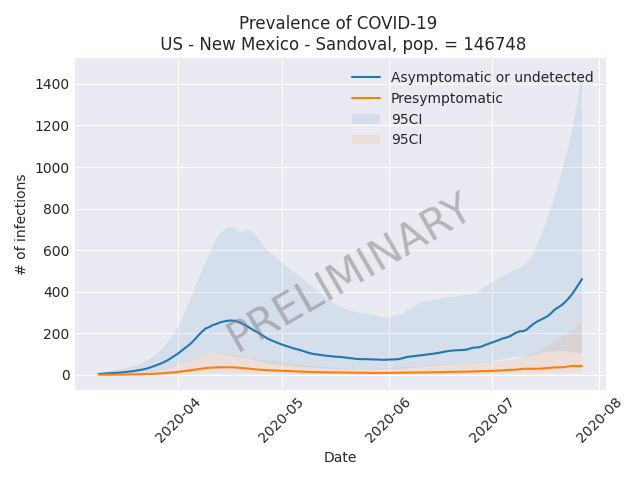 Prevalence of COVID-19
US - New Mexico - Sandoval, pop. = 146748
Asymptomatic or undetected
Presymptomatic
95CI
95CI
1400
1200
1000
800
600
400
200
0
# of infections
PRELIMINARY
2020-04
2020-05
2020-06
2020-07
2020-08
Date